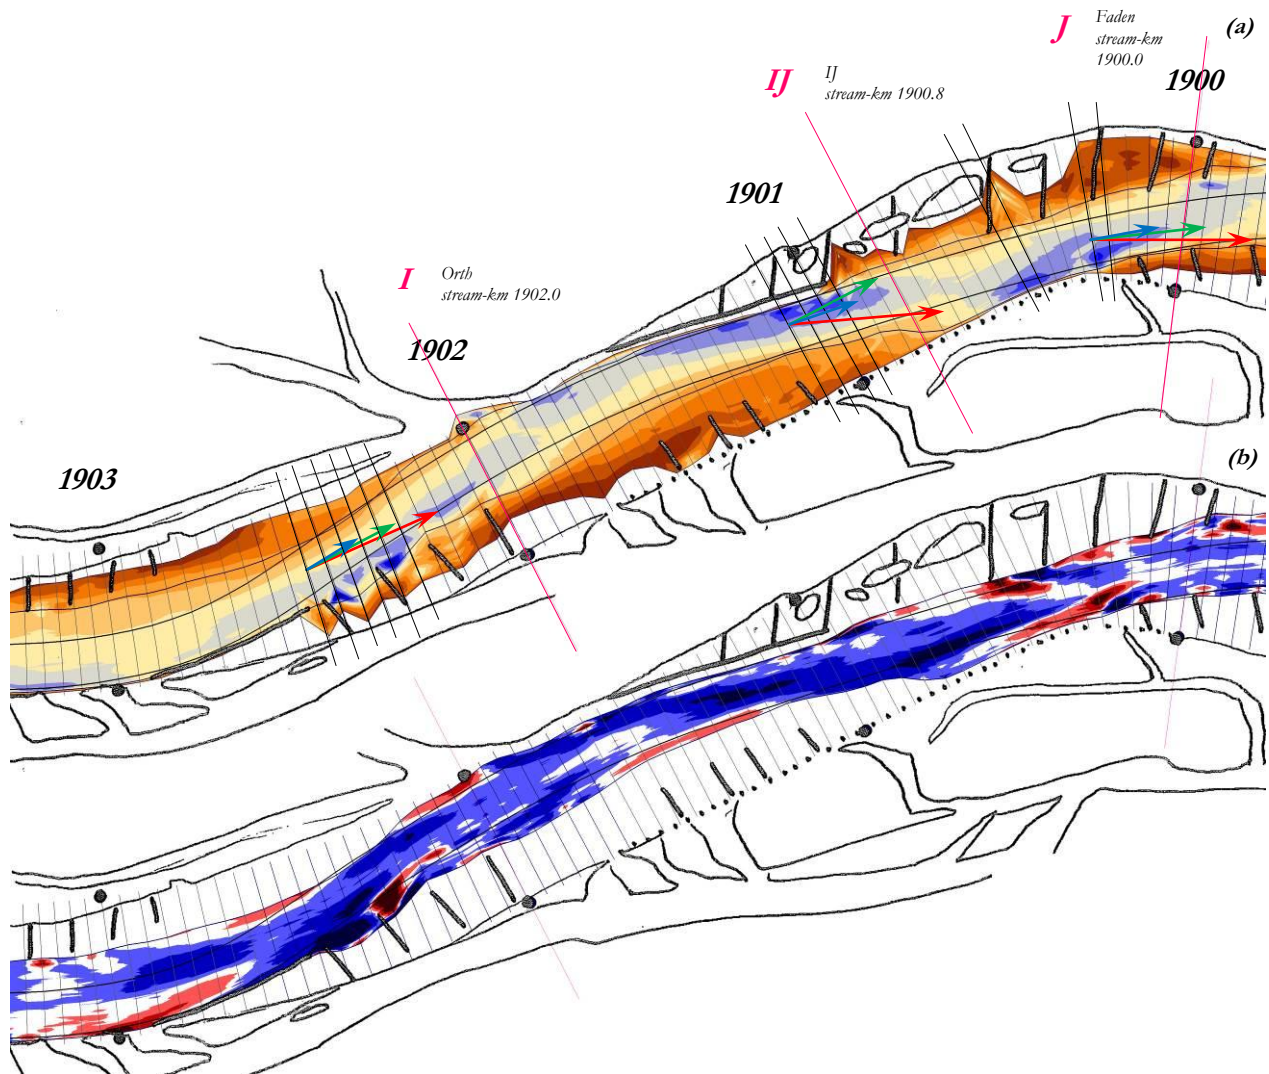 J
Faden
stream-km
1900.0
(a)
IJ
IJ
stream-km 1900.8
1900
1901
I
Orth
stream-km 1902.0
1902
1903
(b)